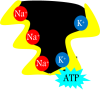 Na⁺ K⁺
Na⁺
Na⁺ K⁺
ATP